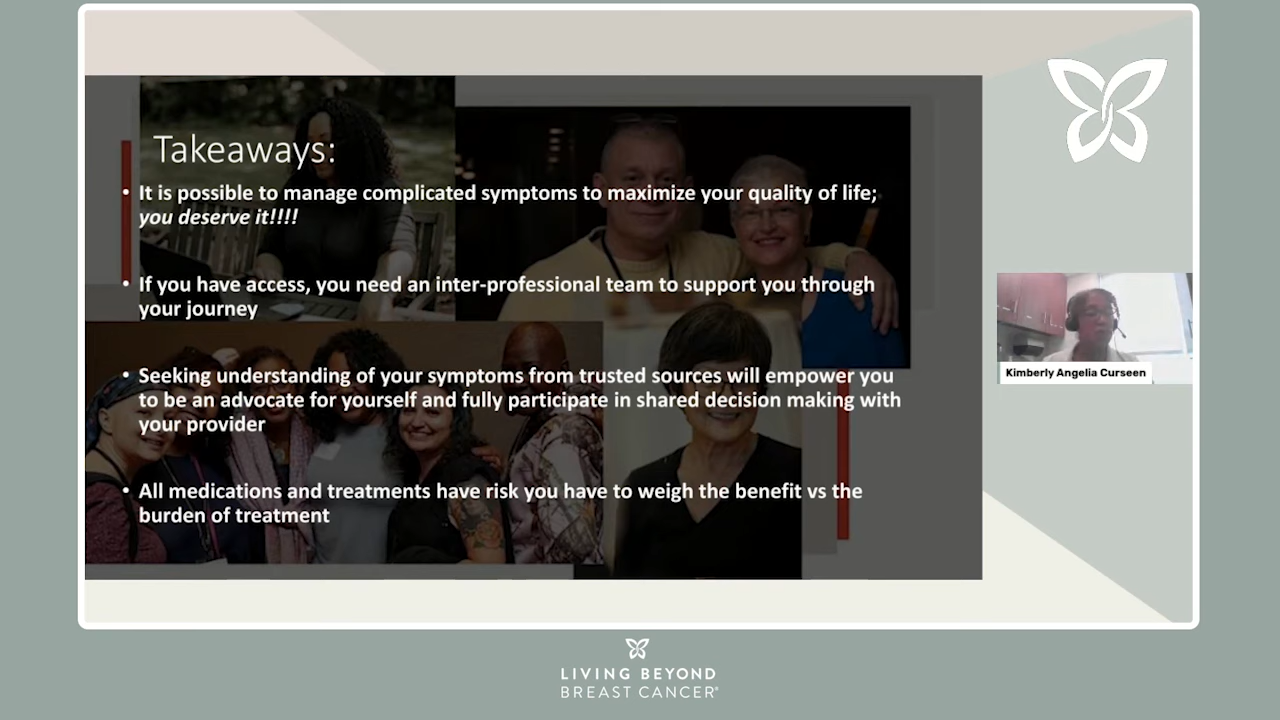 Takeaways:
• It is possible to manage complicated symptoms to maximize your quality of life;
you deserve it!!!!
• If you have access, you need an inter-professional team to support you through
your journey
• Seeking understanding of your symptoms from trusted sources will empower you
to be an advocate for yourself and fully participate in shared decision making with
your provider
• All medications and treatments have risk you have to weigh the benefit vs the
burden of treatment
Kimberly Angelia Curseen
LIVING BEYOND
BREAST CANCER®